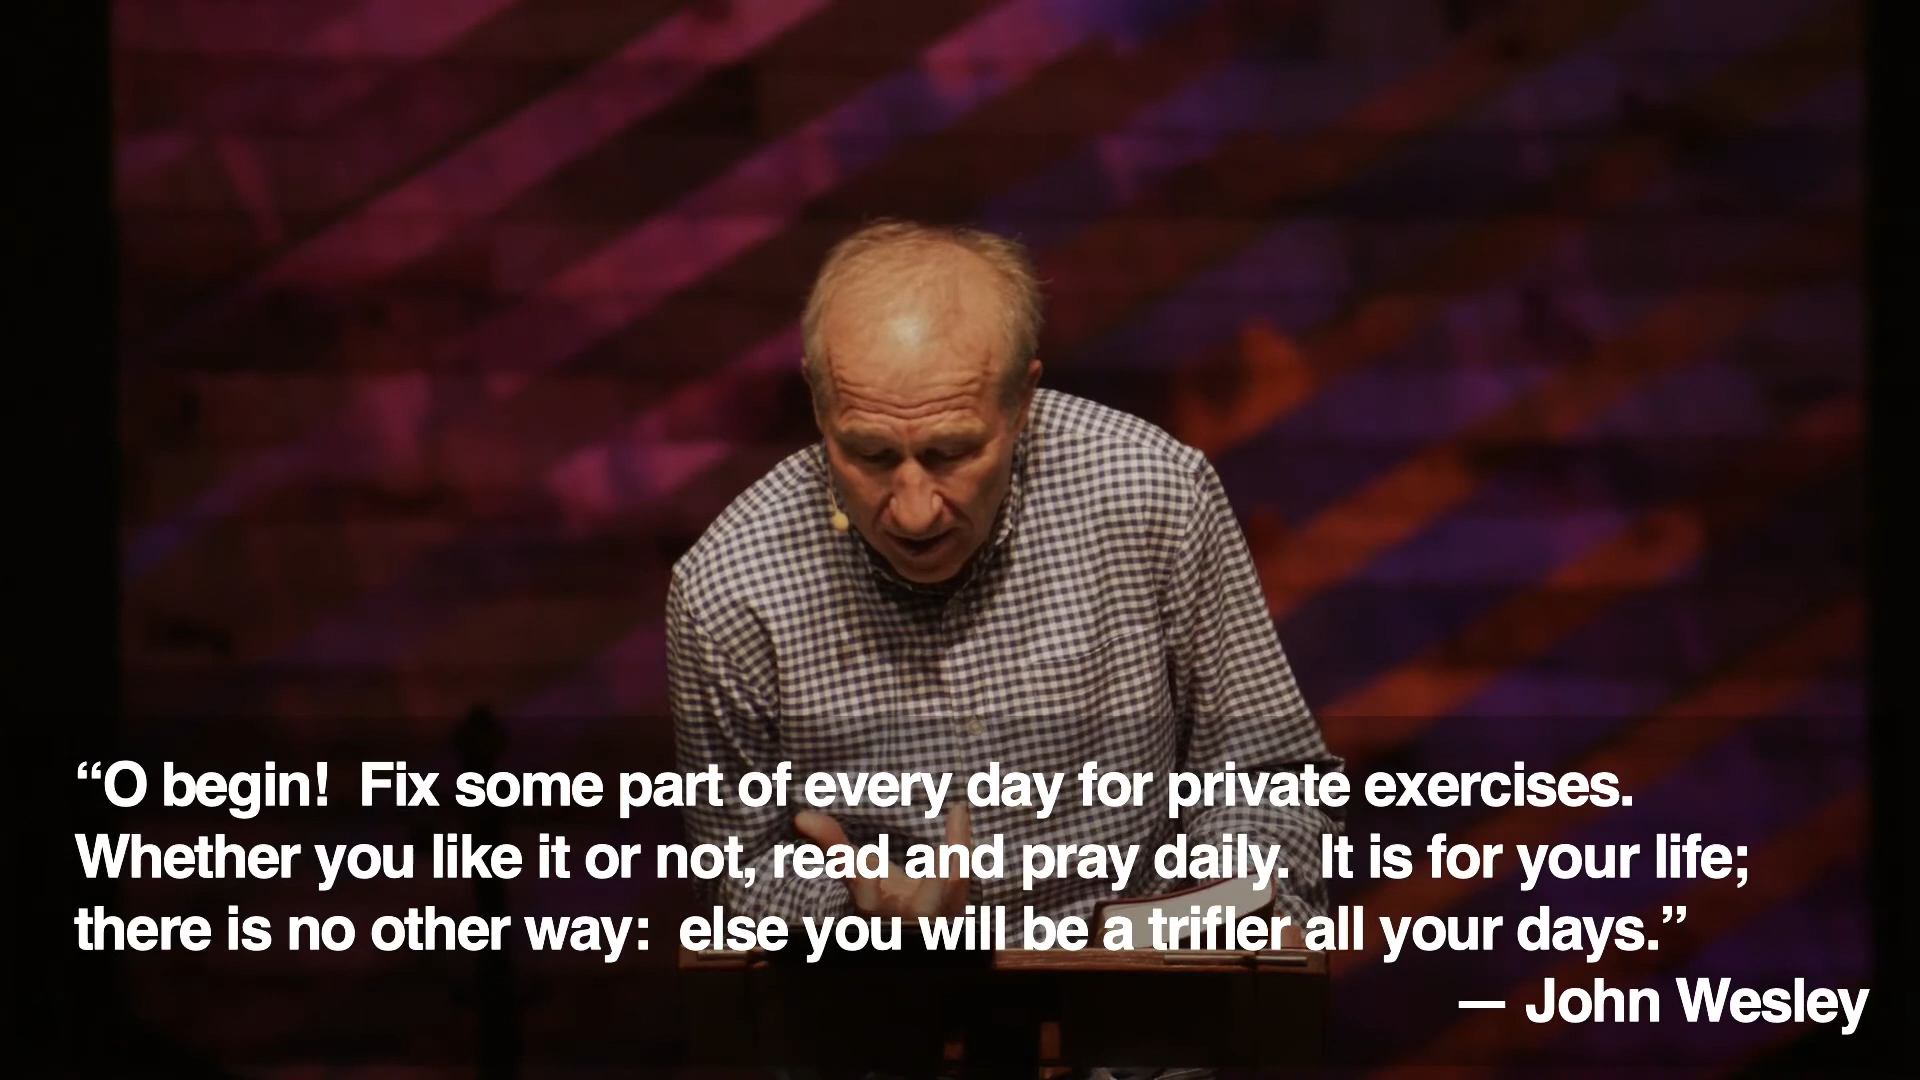 “O begin!  Fix some part of every day for private exercises.
Whether you like it or not, read and pray daily.  It is for your life;
there is no other way:  else you will be a trifler all your days.”
— John Wesley